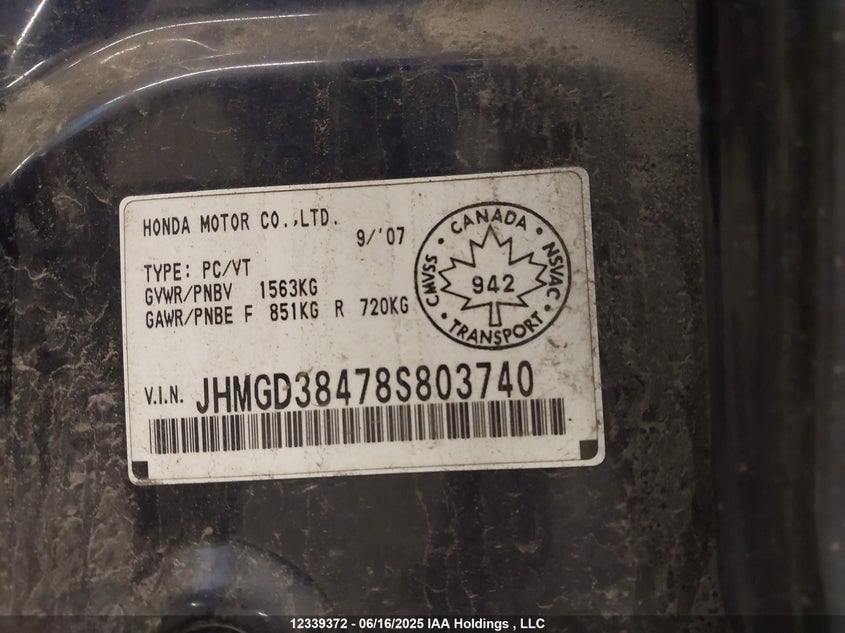 HONDA MOTOR CO.,LTD.
9/'07
TYPE: PC/VT
GVWR/PNBV 1563KG
GAWR/PNBE F 851KG R 720KG
CANADA
CMVSS
942
NSVAC
TRANSPORT
V.I.N. JHMGD38478S803740
12339372 - 06/16/2025 IAA Holdings , LLC